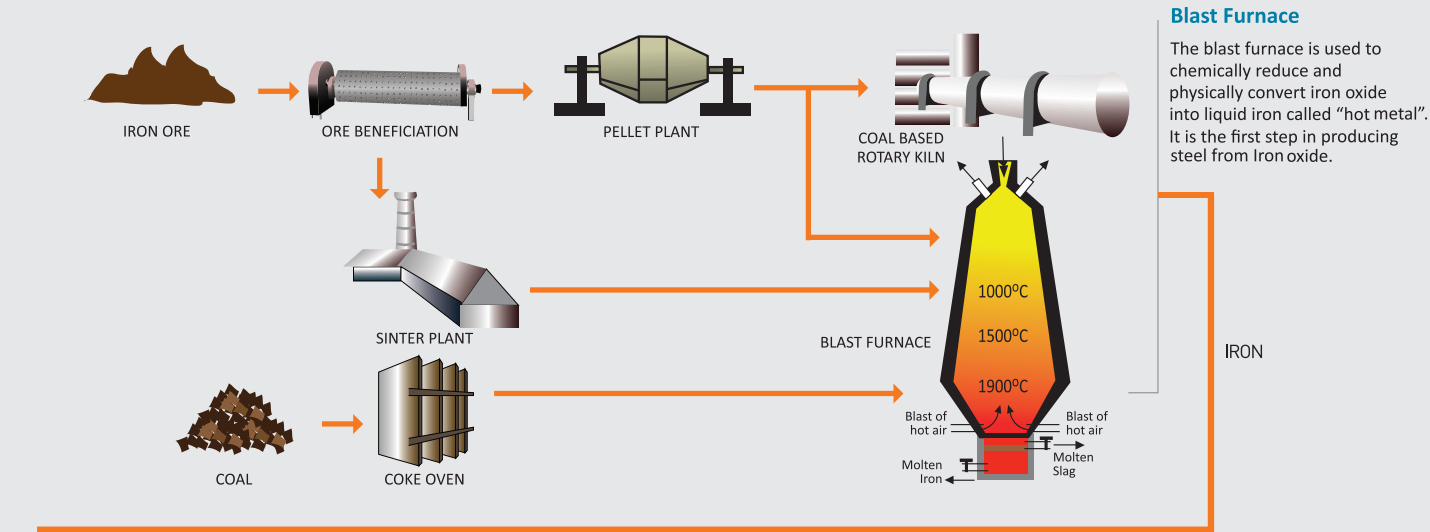 Blast Furnace
The blast furnace is used to
chemically reduce and
physically convert iron oxide
into liquid iron called “hot metal”.
It is the first step in producing
steel from Iron oxide.
IRON ORE
ORE BENEFICIATION
PELLET PLANT
COAL BASED
ROTARY KILN
SINTER PLANT
BLAST FURNACE
1000⁰C
1500⁰C
1900⁰C
IRON
Blast of
hot air
Blast of
hot air
Molten
Slag
Molten
Iron
COAL
COKE OVEN